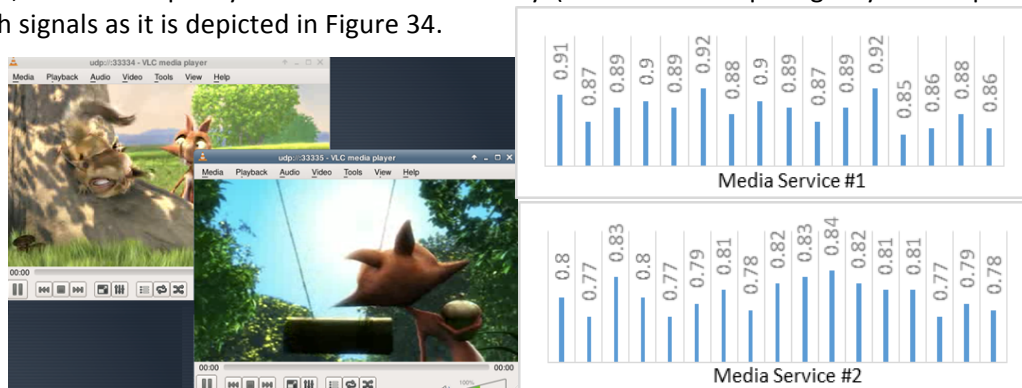 h signals as it is depicted in Figure 34.
udp://:33334 - VLC media player
Media Playback Audio Video Tools View Help
00:00
udp://:33335 - VLC media player
Media Playback Audio Video Tools View Help
00:00 00:00
100%
0.91 0.87 0.89 0.9 0.89 0.92 0.88 0.9 0.89 0.87 0.89 0.92 0.85 0.86 0.88 0.86
Media Service #1
0.8 0.77 0.83 0.8 0.77 0.79 0.81 0.78 0.82 0.83 0.84 0.82 0.81 0.81 0.77 0.79 0.78
Media Service #2